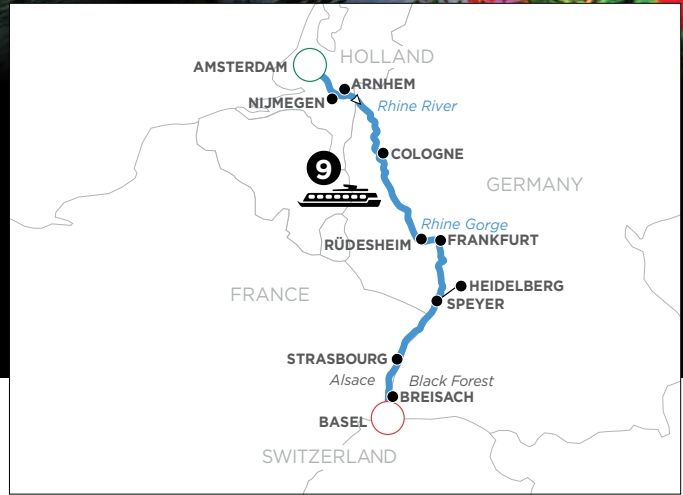 HOLLAND
AMSTERDAM
ARNHEM
NIJMEGEN
Rhine River
COLOGNE
9
GERMANY
Rhine Gorge
RÜDESHEIM
FRANKFURT
HEIDELBERG
FRANCE
SPEYER
STRASBOURG
Alsace
Black Forest
BREISACH
BASEL
SWITZERLAND